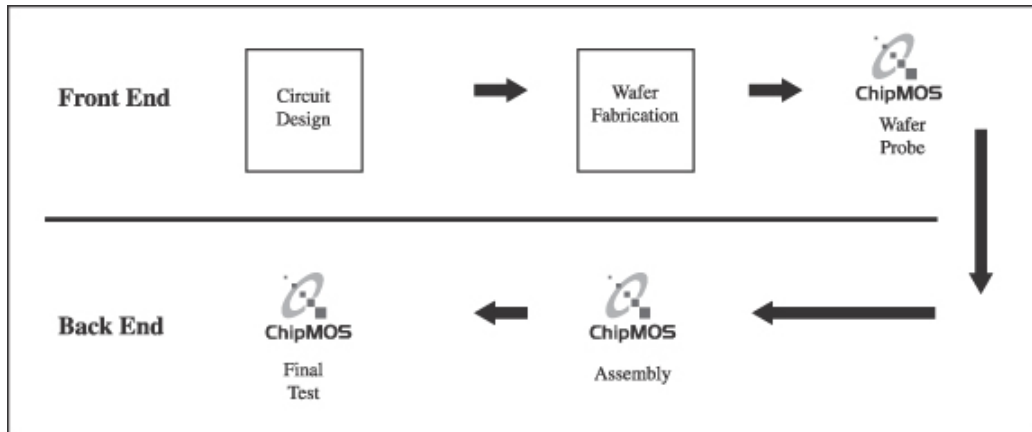 Front End
Circuit
Design
Wafer
Fabrication
ChipMOS
Wafer
Probe
Back End
ChipMOS
Final
Test
ChipMOS
Assembly